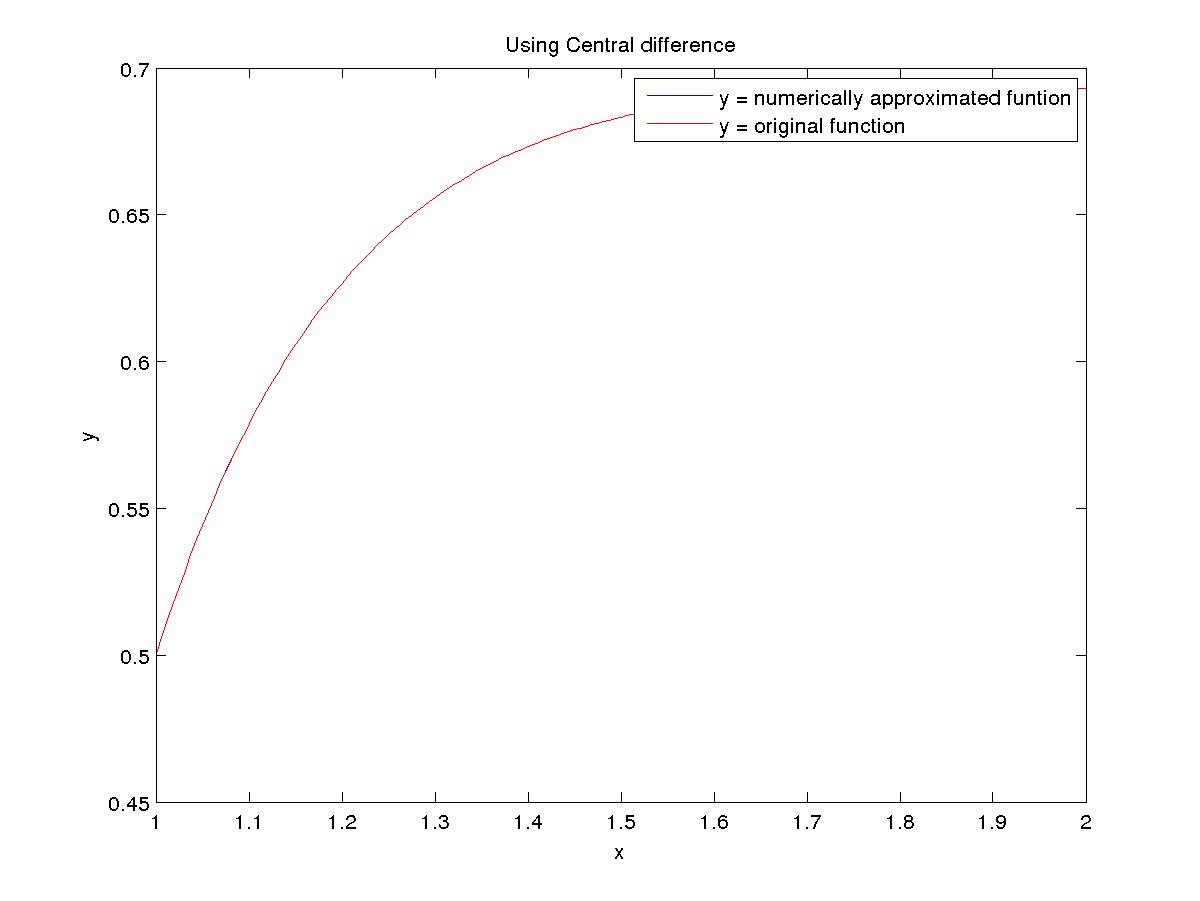 Using Central difference
0.7
y = numerically approximated funtion
y = original function
0.65
0.6
y
0.55
0.5
0.45
1 1.1 1.2 1.3 1.4 1.5 1.6 1.7 1.8 1.9 2
x